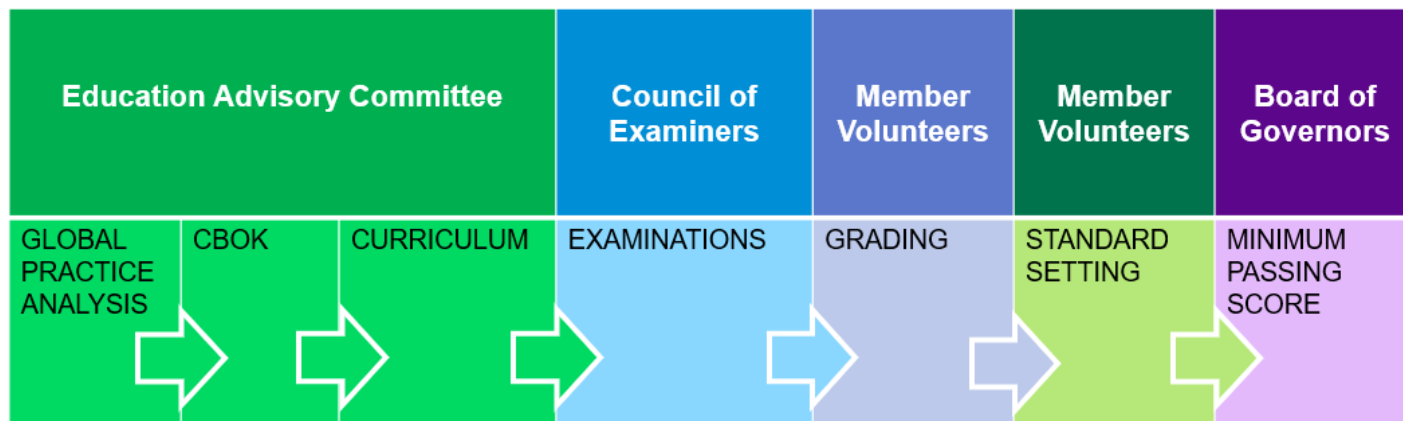 Education Advisory Committee
Council of
Examiners
Member
Volunteers
Member
Volunteers
Board of
Governors
GLOBAL
PRACTICE
ANALYSIS
CBOK
CURRICULUM
EXAMINATIONS
GRADING
STANDARD
SETTING
MINIMUM
PASSING
SCORE